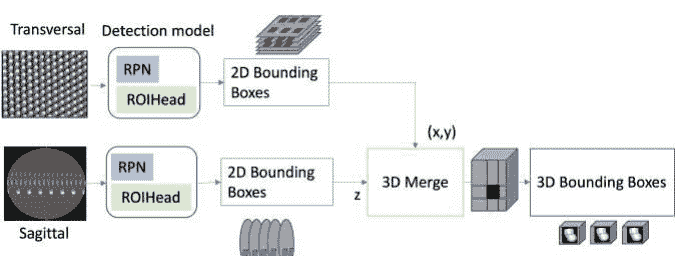 Transversal
Detection model
RPN
ROIHead
2D Bounding
Boxes
(x,y)
RPN
ROIHead
2D Bounding
Boxes
z
3D Merge
3D Bounding Boxes
Sagittal